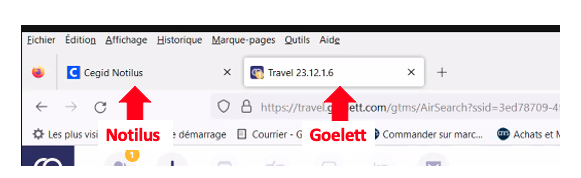 Fichier Édition Affichage Historique Marque-pages Outils Aide
Cegid Notilus Travel 23.12.1.6
https://travel.goelett.com/gtms/AirSearch?ssid=3ed78709-4
Les plus visi Notilus e démarrage Courrier - G Goelett Commander sur marc... Achats et M
1